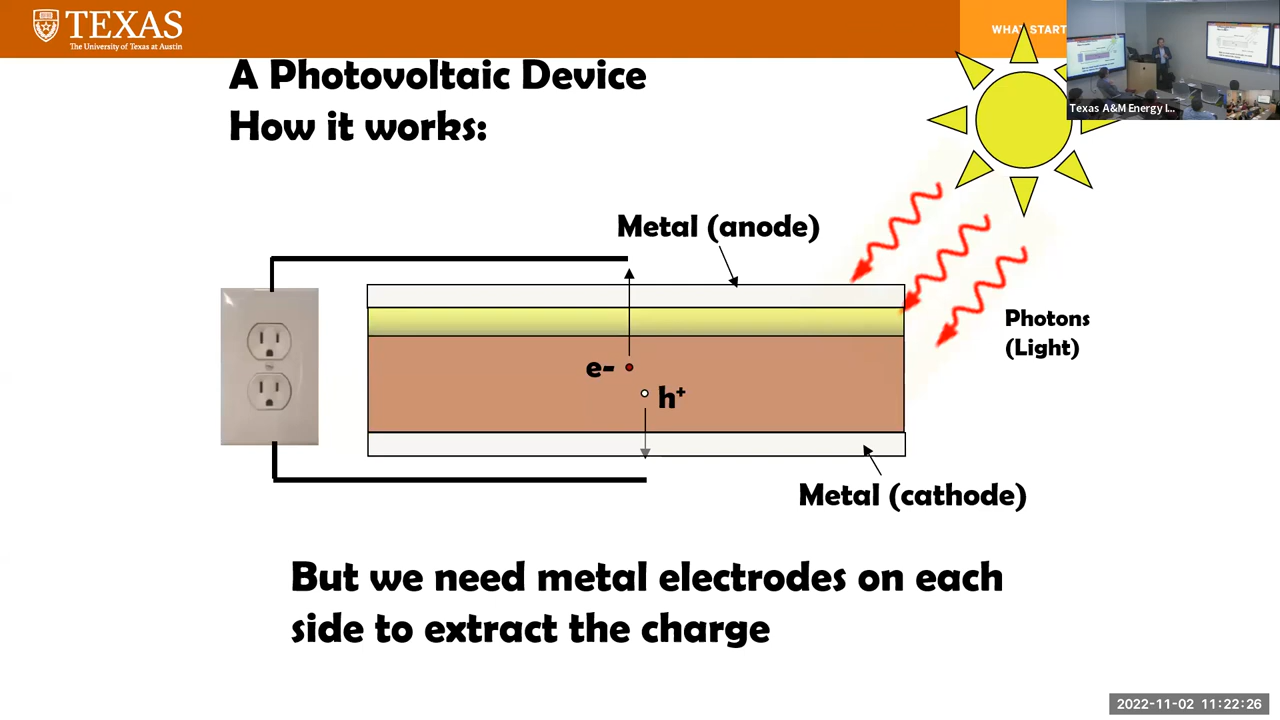 TEXAS
The University of Texas at Austin
WHAT START
Texas A&M Energy I...
A Photovoltaic Device
How it works:
Metal (anode)
Photons
(Light)
e-
h+
Metal (cathode)
But we need metal electrodes on each
side to extract the charge
2022-11-02 11:22:26